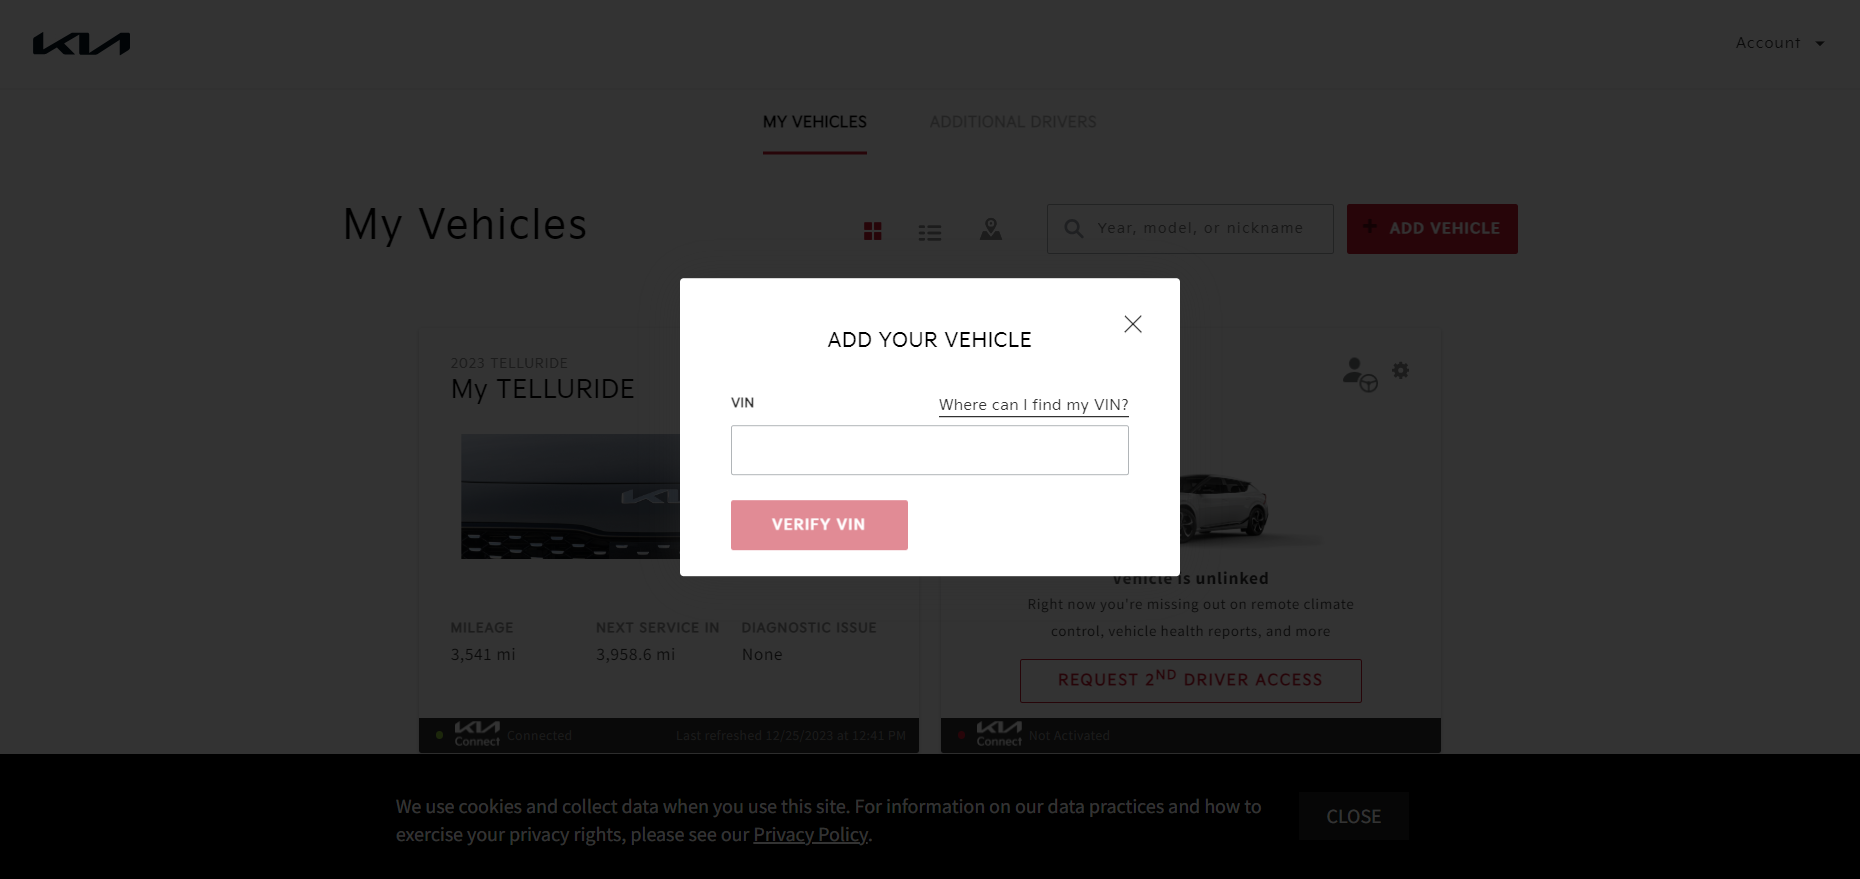 KIA
Account
MY VEHICLES
ADDITIONAL DRIVERS
My Vehicles
Year, model, or nickname
+ ADD VEHICLE
ADD YOUR VEHICLE
VIN
Where can I find my VIN?
VERIFY VIN
2023 TELLURIDE
My TELLURIDE
KIA
MILEAGE
NEXT SERVICE IN
DIAGNOSTIC ISSUE
3,541 mi
3,958.6 mi
None
KIA
Connect
Connected
Last refreshed 12/25/2023 at 12:41 PM
Vehicle is unlinked
Right now you're missing out on remote climate
control, vehicle health reports, and more
REQUEST 2ND DRIVER ACCESS
KIA
Connect
Not Activated
We use cookies and collect data when you use this site. For information on our data practices and how to
exercise your privacy rights, please see our Privacy Policy.
CLOSE